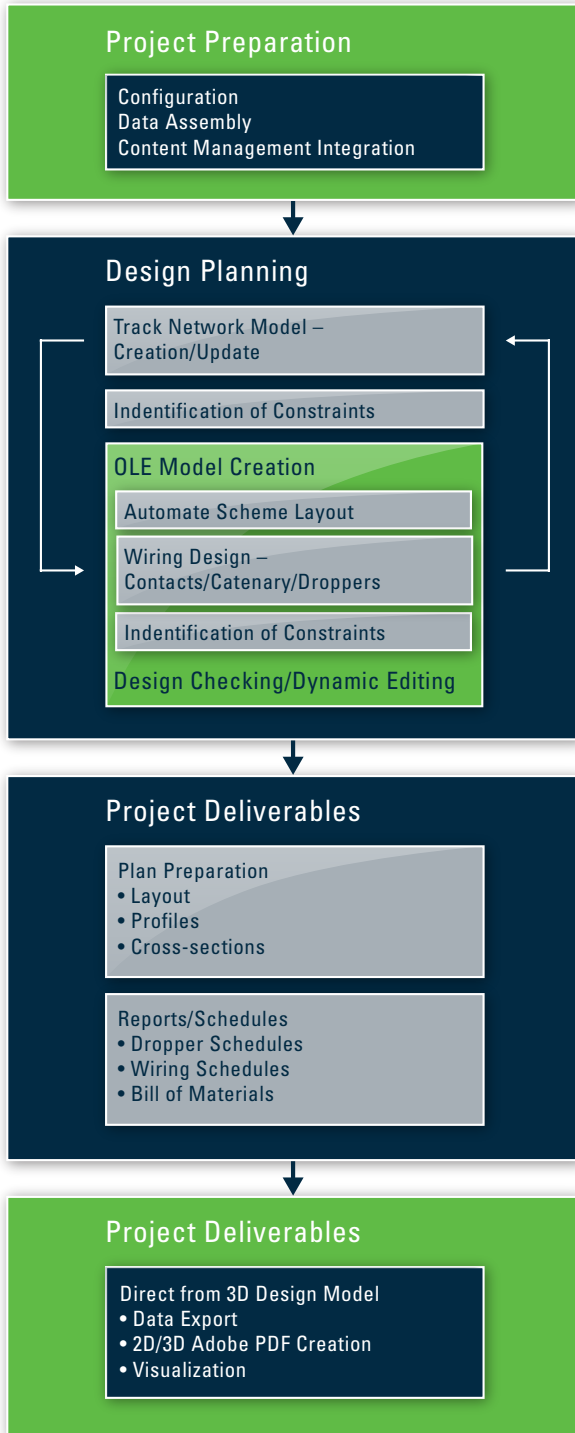 Project Preparation
Configuration
Data Assembly
Content Management Integration
Design Planning
Track Network Model –
Creation/Update
Indentification of Constraints
OLE Model Creation
Automate Scheme Layout
Wiring Design –
Contacts/Catenary/Droppers
Indentification of Constraints
Design Checking/Dynamic Editing
Project Deliverables
Plan Preparation
• Layout
• Profiles
• Cross-sections
Reports/Schedules
• Dropper Schedules
• Wiring Schedules
• Bill of Materials
Project Deliverables
Direct from 3D Design Model
• Data Export
• 2D/3D Adobe PDF Creation
• Visualization